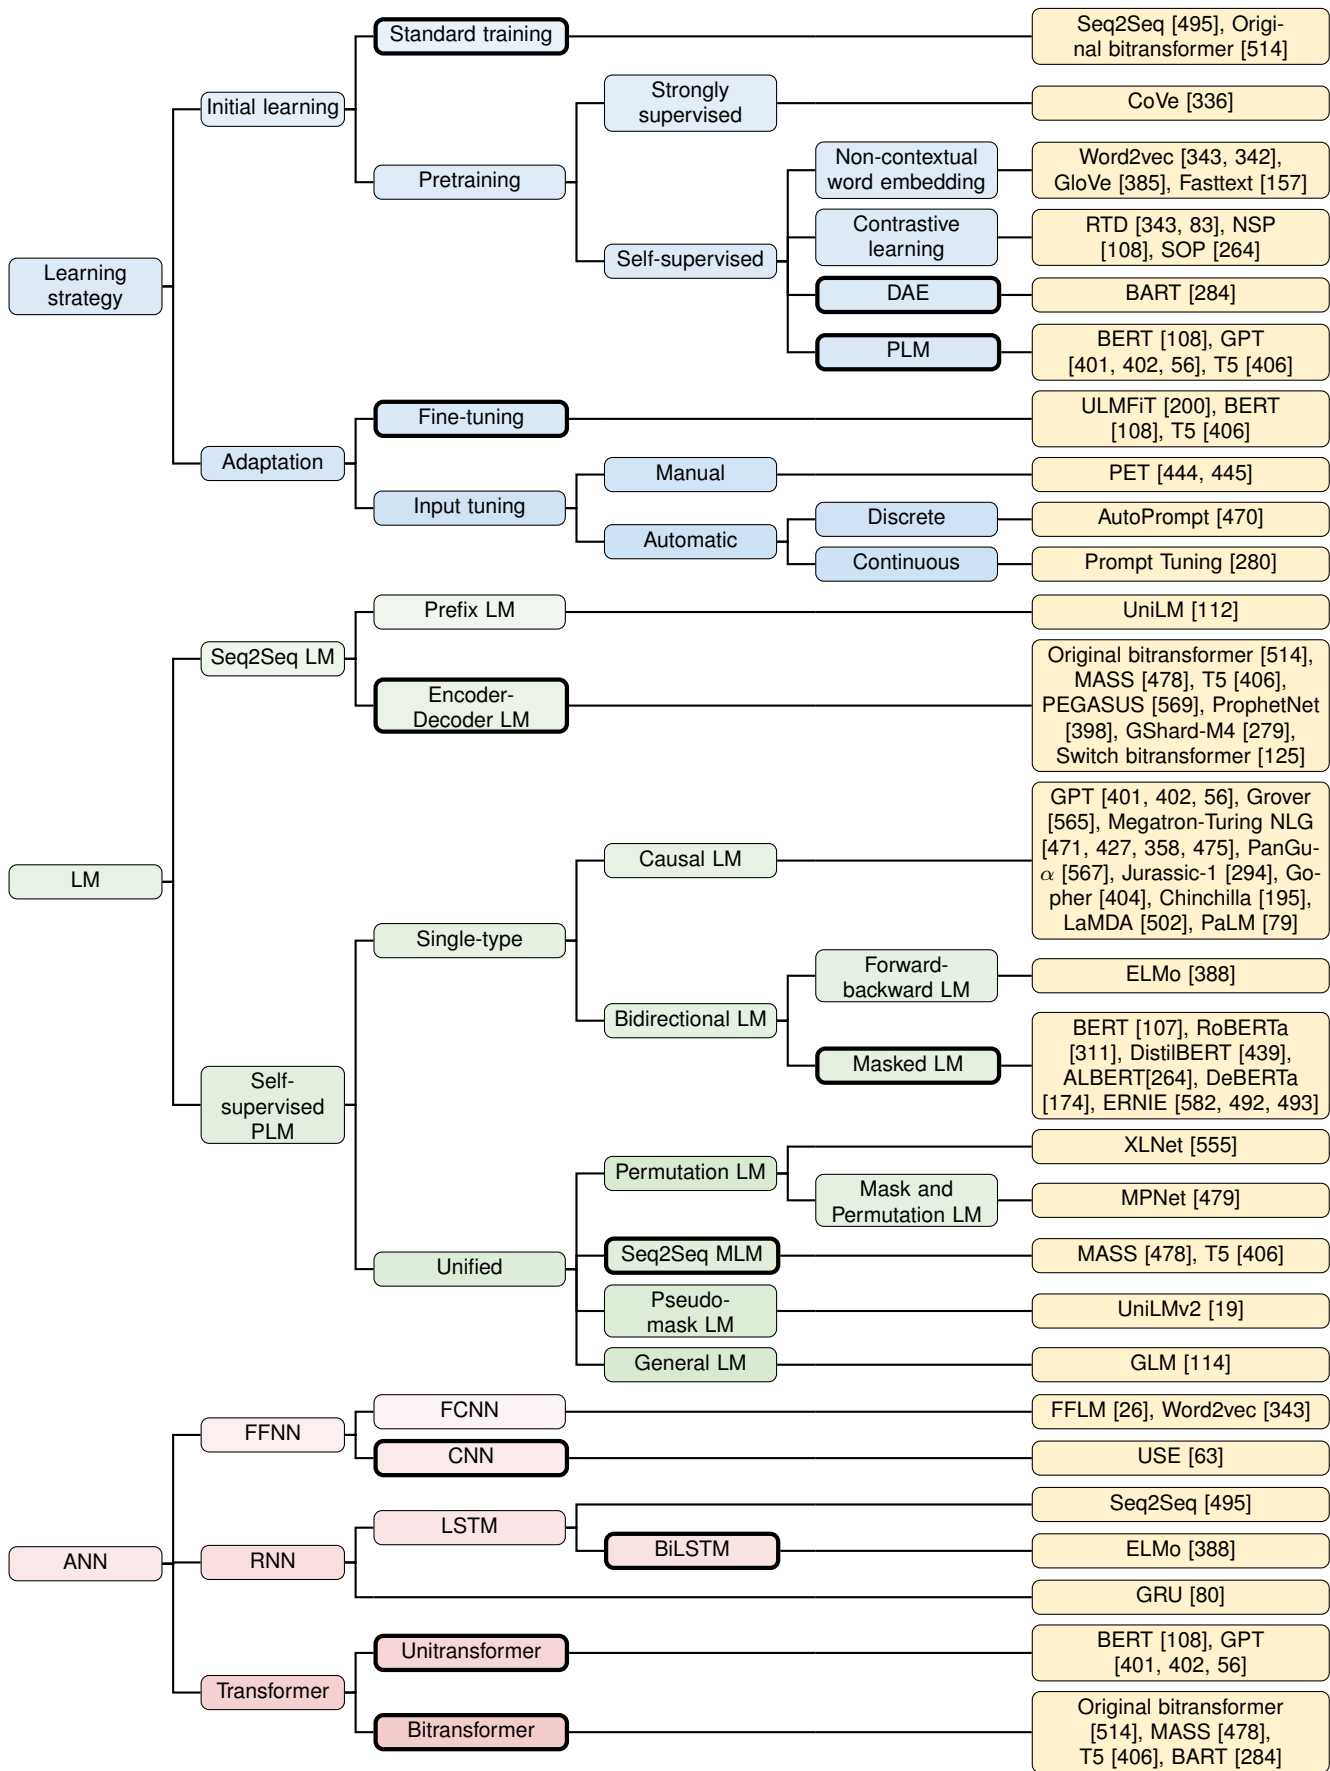 Standard training
Seq2Seq [495], Origi-
nal bitransformer [514]
Initial learning
Strongly
supervised
CoVe [336]
Pretraining
Non-contextual
word embedding
Word2vec [343, 342],
GloVe [385], Fasttext [157]
Contrastive
learning
RTD [343, 83], NSP
[108], SOP [264]
Learning
strategy
Self-supervised
DAE
BART [284]
PLM
BERT [108], GPT
[401, 402, 56], T5 [406]
Fine-tuning
ULMFiT [200], BERT
[108], T5 [406]
Adaptation
Manual
PET [444, 445]
Input tuning
Discrete
AutoPrompt [470]
Automatic
Continuous
Prompt Tuning [280]
Prefix LM
UniLM [112]
Seq2Seq LM
Encoder-
Decoder LM
Original bitransformer [514],
MASS [478], T5 [406],
PEGASUS [569], ProphetNet
[398], GShard-M4 [279],
Switch bitransformer [125]
LM
Causal LM
GPT [401, 402, 56], Grover
[565], Megatron-Turing NLG
[471, 427, 358, 475], PanGu-
α [567], Jurassic-1 [294], Go-
pher [404], Chinchilla [195],
LaMDA [502], PaLM [79]
Single-type
Forward-
backward LM
ELMo [388]
Bidirectional LM
Masked LM
BERT [107], RoBERTa
[311], DistilBERT [439],
ALBERT[264], DeBERTa
[174], ERNIE [582, 492, 493]
Self-
supervised
PLM
XLNet [555]
Permutation LM
Mask and
Permutation LM
MPNet [479]
Unified
Seq2Seq MLM
MASS [478], T5 [406]
Pseudo-
mask LM
UniLMv2 [19]
General LM
GLM [114]
FCNN
FFLM [26], Word2vec [343]
FFNN
CNN
USE [63]
LSTM
Seq2Seq [495]
ANN
RNN
BiLSTM
ELMo [388]
GRU [80]
Unitransformer
BERT [108], GPT
[401, 402, 56]
Transformer
Bitransformer
Original bitransformer
[514], MASS [478],
T5 [406], BART [284]